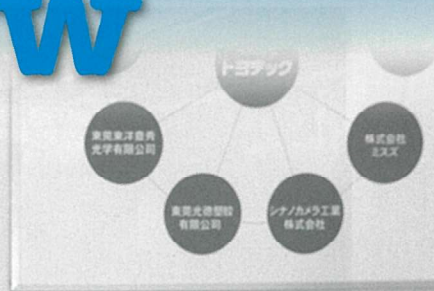 W
トヨテック
東莞東洋豊秀
光学有限公司
株式会社
ミスズ
東莞光徳塑胶
有限公司
シナノカメラ工業
株式会社